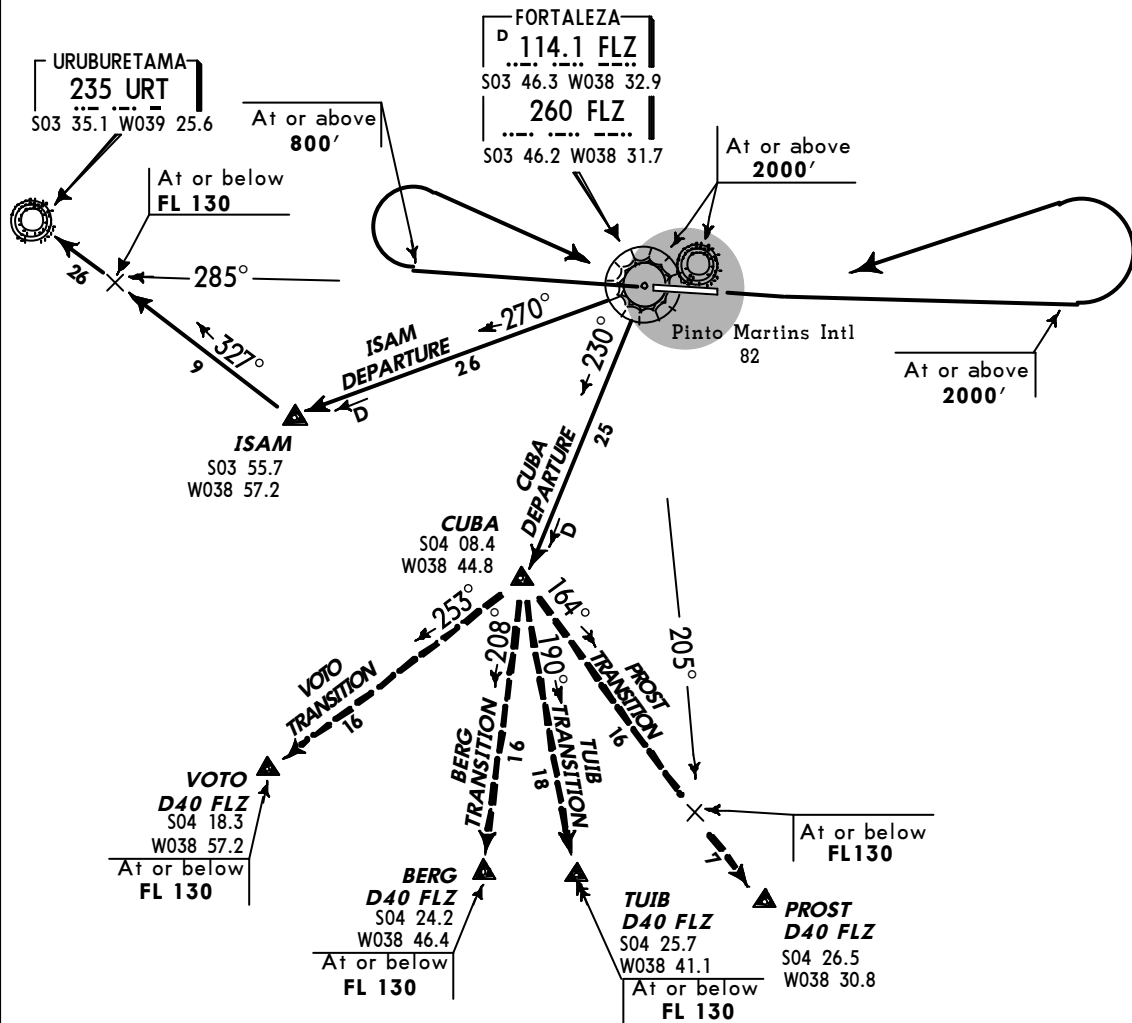 FORTALEZA
D 114.1 FLZ
S03 46.3 W038 32.9
260 FLZ
S03 46.2 W038 31.7
URUBURETAMA
235 URT
S03 35.1 W039 25.6
At or above
800'
At or above
2000'
At or below
FL 130
26
285°
270°
ISAM
DEPARTURE
26
D
327°
9
230°
Pinto Martins Intl
82
At or above
2000'
ISAM
S03 55.7
W038 57.2
CUBA
DEPARTURE
25
D
CUBA
S04 08.4
W038 44.8
253°
208°
190°
164°
205°
VOTO
TRANSITION
16
BERG
TRANSITION
16
TUIB
TRANSITION
18
PROST
TRANSITION
16
VOTO
D40 FLZ
S04 18.3
W038 57.2
At or below
FL 130
At or below
FL130
7
BERG
D40 FLZ
S04 24.2
W038 46.4
At or below
FL 130
TUIB
D40 FLZ
S04 25.7
W038 41.1
At or below
FL 130
PROST
D40 FLZ
S04 26.5
W038 30.8